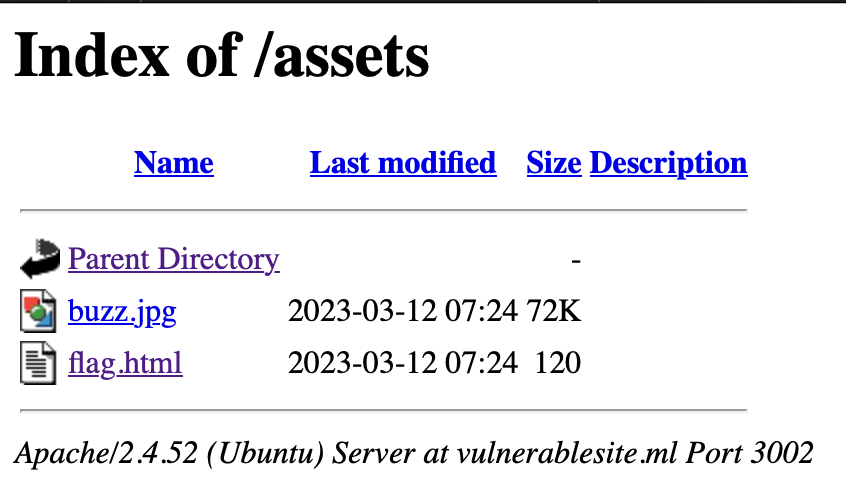 Index of /assets
Name Last modified Size Description
Parent Directory -
buzz.jpg 2023-03-12 07:24 72K
flag.html 2023-03-12 07:24 120
Apache/2.4.52 (Ubuntu) Server at vulnerablesite.ml Port 3002